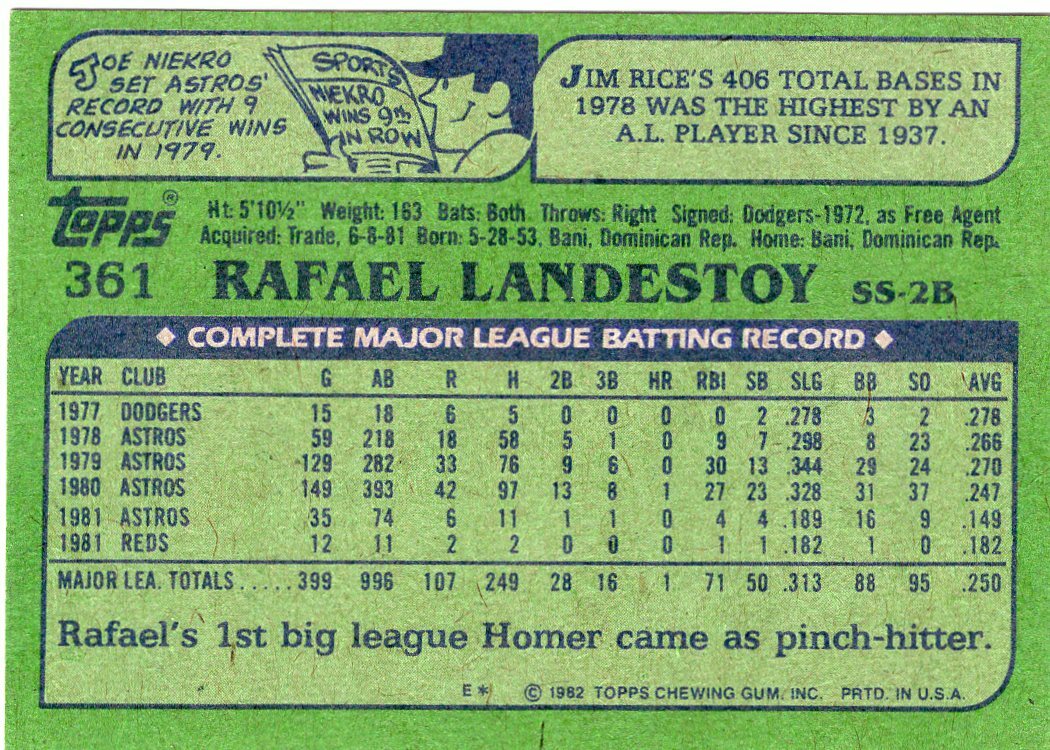 JOE NIEKRO
SET ASTROS'
RECORD WITH 9
CONSECUTIVE WINS
IN 1979.
SPORTS
NIEKRO
WINS 9th
IN ROW
JIM RICE'S 406 TOTAL BASES IN
1978 WAS THE HIGHEST BY AN
A.L. PLAYER SINCE 1937.
Topps®
Ht: 5'10½" Weight: 163 Bats: Both Throws: Right Signed: Dodgers-1972, as Free Agent
Acquired: Trade, 6-8-81 Born: 5-28-53, Bani, Dominican Rep. Home: Bani, Dominican Rep.
361 RAFAEL LANDESTOY SS-2B
◆ COMPLETE MAJOR LEAGUE BATTING RECORD ◆
YEAR CLUB G AB R H 2B 3B HR RBI SB SLG BB SO AVG
1977 DODGERS 15 18 6 5 0 0 0 0 2 .278 3 2 .278
1978 ASTROS 59 218 18 58 5 1 0 9 7 .298 8 23 .266
1979 ASTROS 129 282 33 76 9 6 0 30 13 .344 29 24 .270
1980 ASTROS 149 393 42 97 13 8 1 27 23 .328 31 37 .247
1981 ASTROS 35 74 6 11 1 1 0 4 4 .189 16 9 .149
1981 REDS 12 11 2 2 0 0 0 1 1 .182 1 0 .182
MAJOR LEA. TOTALS ..... 399 996 107 249 28 16 1 71 50 .313 88 95 .250
Rafael's 1st big league Homer came as pinch-hitter.
E* © 1982 TOPPS CHEWING GUM, INC. PRTD. IN U.S.A.